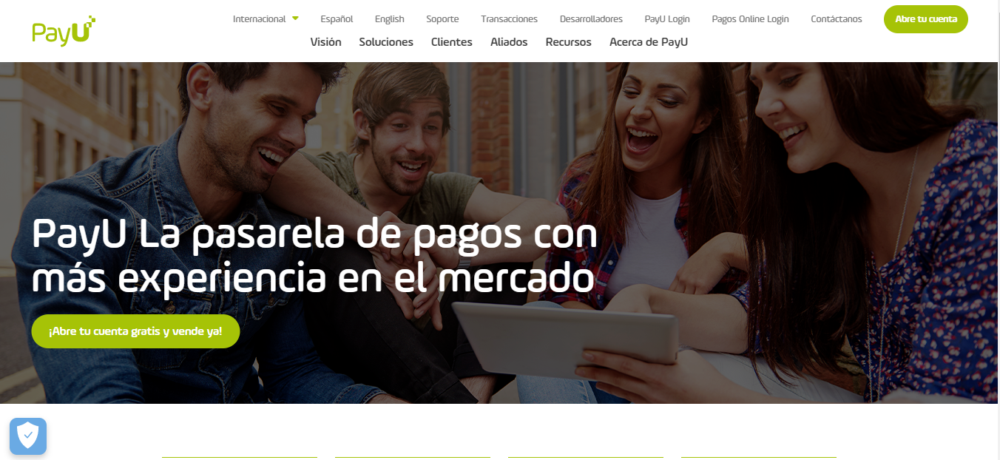 PayU
Internacional
Español
English
Soporte
Transacciones
Desarrolladores
PayU Login
Pagos Online Login
Contáctanos
Abre tu cuenta
Visión
Soluciones
Clientes
Aliados
Recursos
Acerca de PayU
PayU La pasarela de pagos con
más experiencia en el mercado
¡Abre tu cuenta gratis y vende ya!